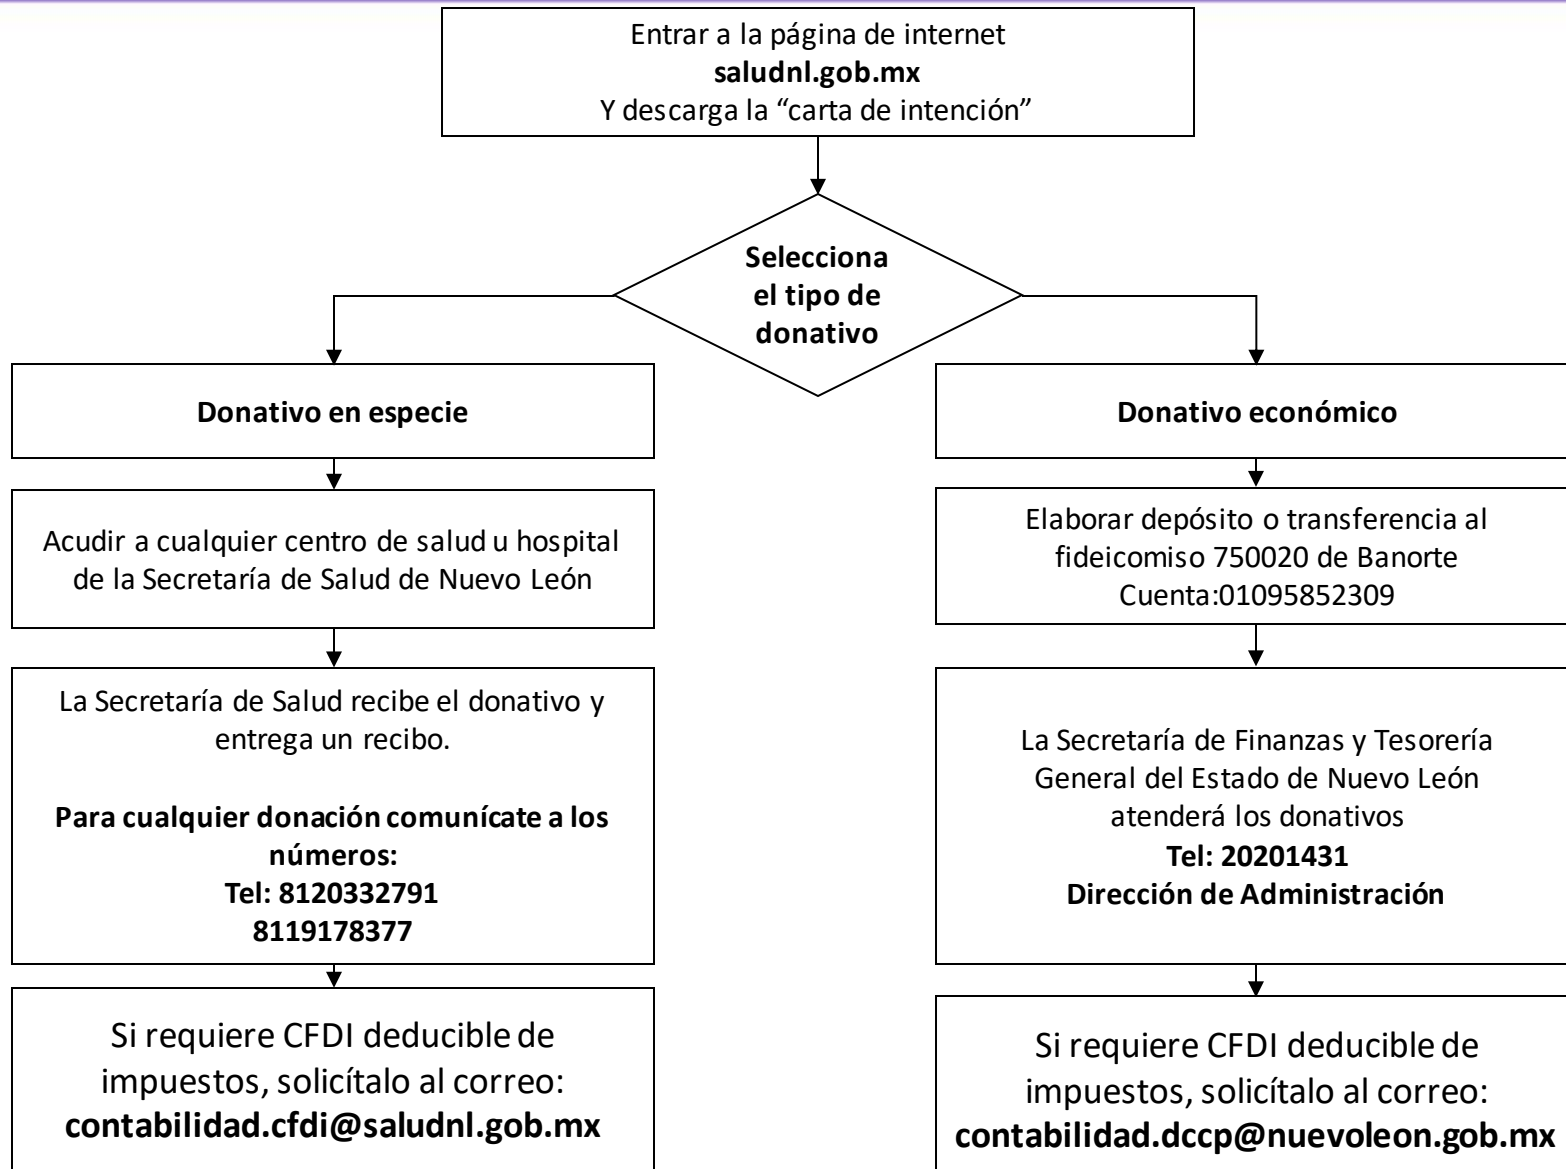 Entrar a la página de internet
saludnl.gob.mx
Y descarga la “carta de intención”
Selecciona
el tipo de
donativo
Donativo en especie
Acudir a cualquier centro de salud u hospital
de la Secretaría de Salud de Nuevo León
La Secretaría de Salud recibe el donativo y
entrega un recibo.
Para cualquier donación comunícate a los
números:
Tel: 8120332791
8119178377
Si requiere CFDI deducible de
impuestos, solicítalo al correo:
contabilidad.cfdi@saludnl.gob.mx
Donativo económico
Elaborar depósito o transferencia al
fideicomiso 750020 de Banorte
Cuenta:01095852309
La Secretaría de Finanzas y Tesorería
General del Estado de Nuevo León
atenderá los donativos
Tel: 20201431
Dirección de Administración
Si requiere CFDI deducible de
impuestos, solicítalo al correo:
contabilidad.dccp@nuevoleon.gob.mx